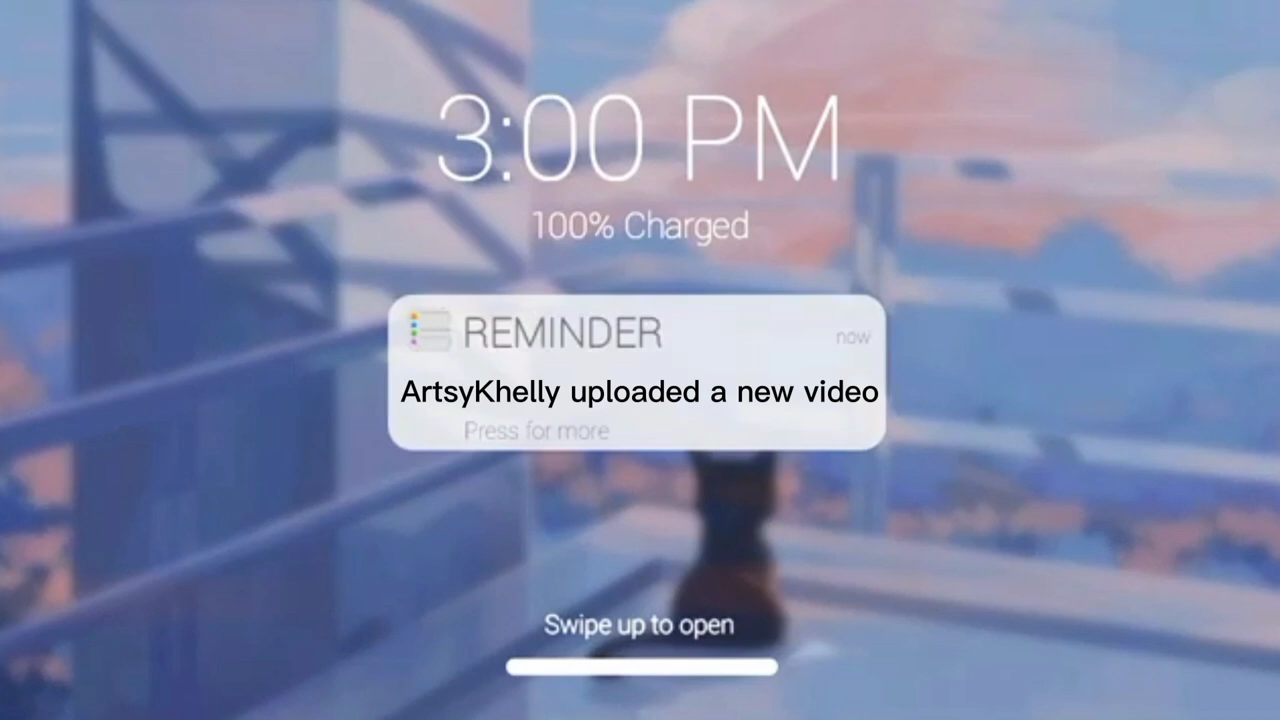 3:00 PM
100% Charged
REMINDER
now
ArtsyKhelly uploaded a new video
Press for more
Swipe up to open